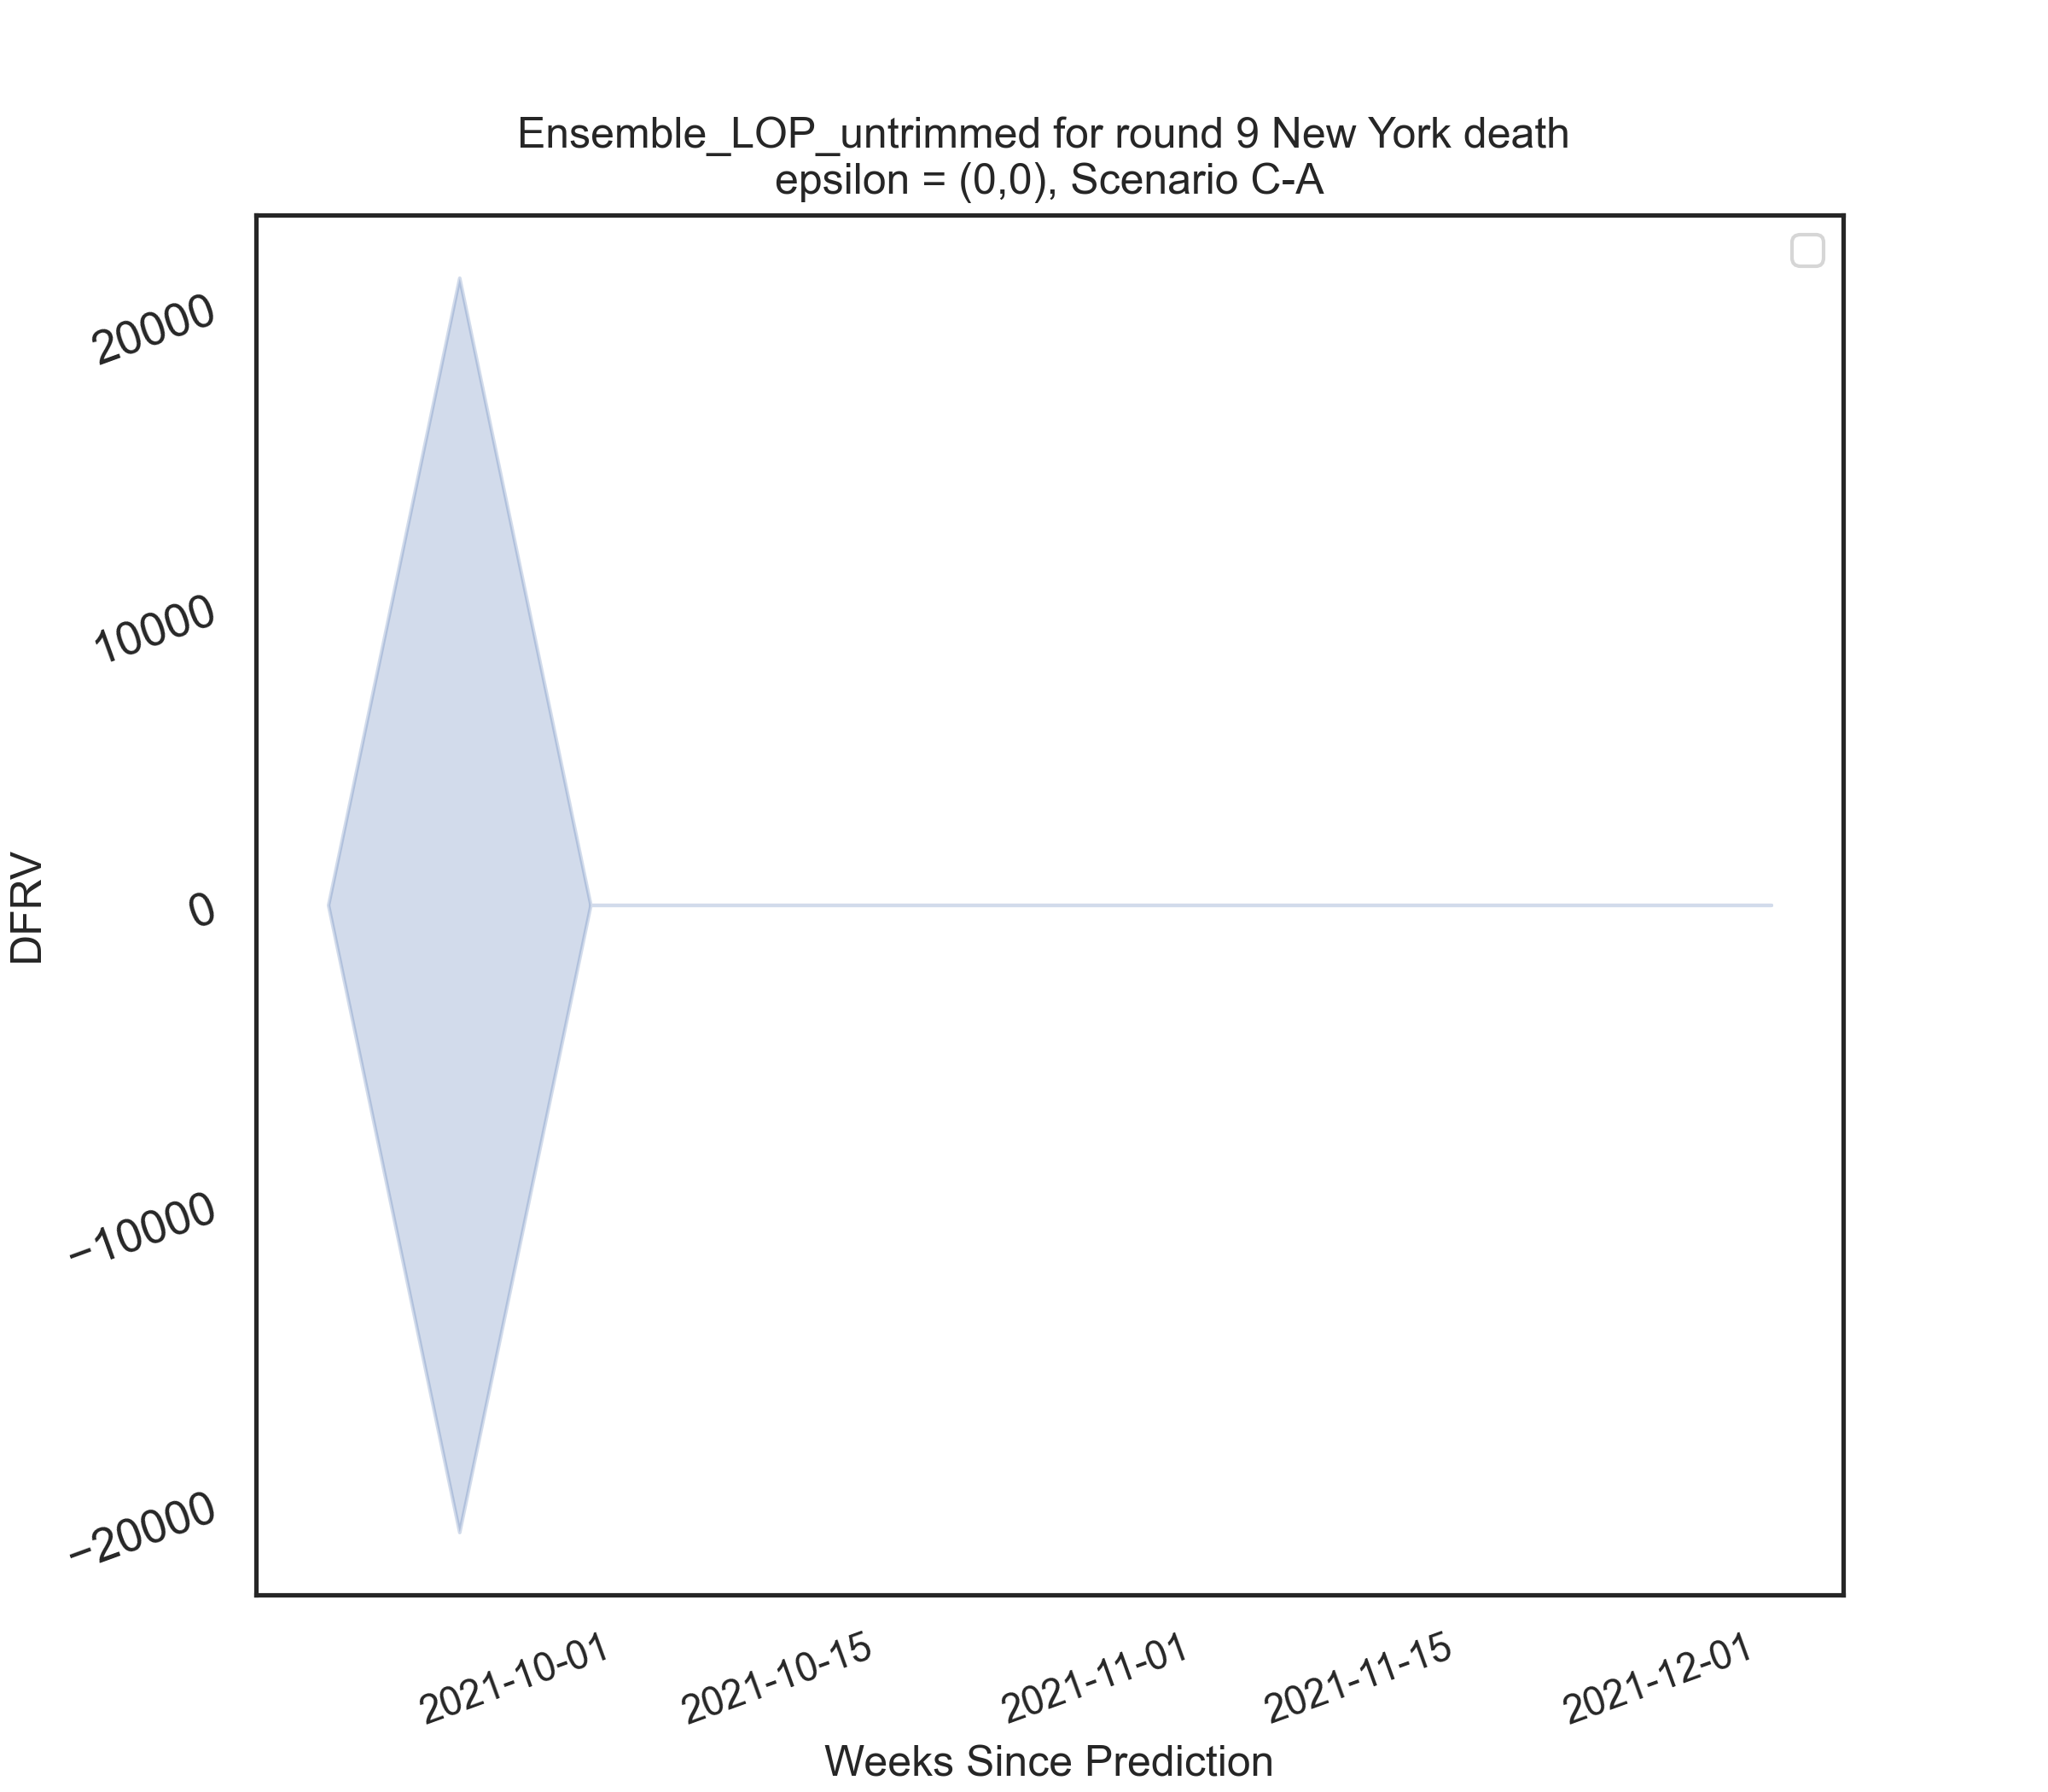 Ensemble_LOP_untrimmed for round 9 New York death
epsilon = (0,0), Scenario C-A
20000
10000
0
−10000
−20000
DFRV
2021-10-01
2021-10-15
2021-11-01
2021-11-15
2021-12-01
Weeks Since Prediction